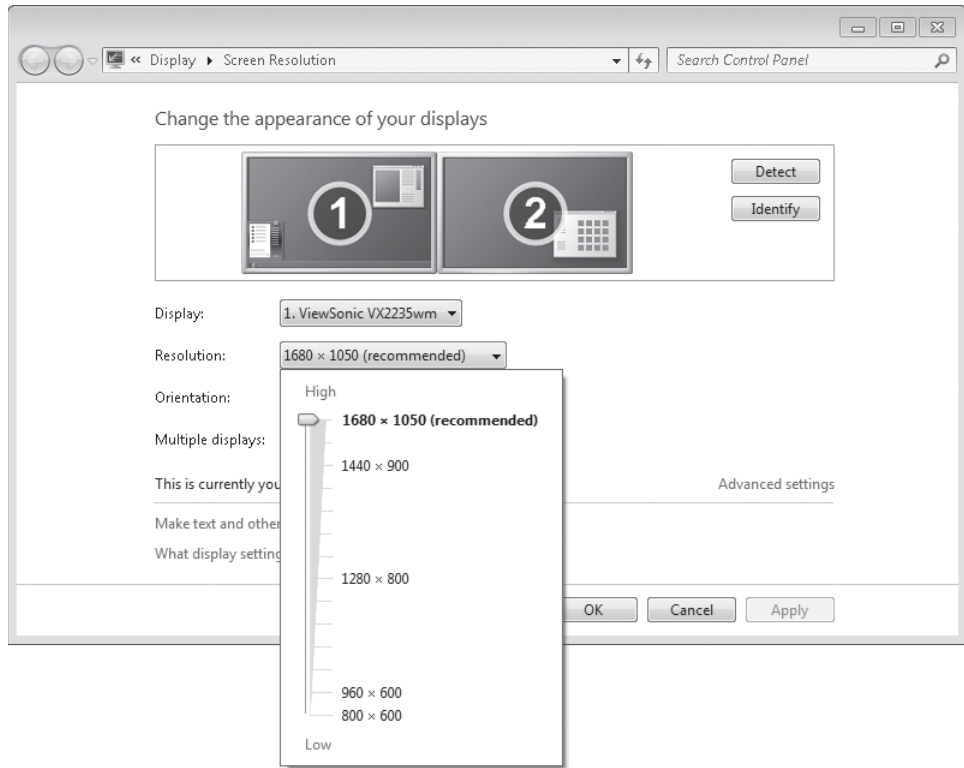 « Display ▸ Screen Resolution
Search Control Panel
Change the appearance of your displays
1
2
Detect
Identify
Display:
1. ViewSonic VX2235wm
Resolution:
1680 × 1050 (recommended)
Orientation:
Multiple displays:
High
1680 × 1050 (recommended)
1440 × 900
1280 × 800
960 × 600
800 × 600
Low
This is currently you
Advanced settings
Make text and other
What display setting
OK
Cancel
Apply